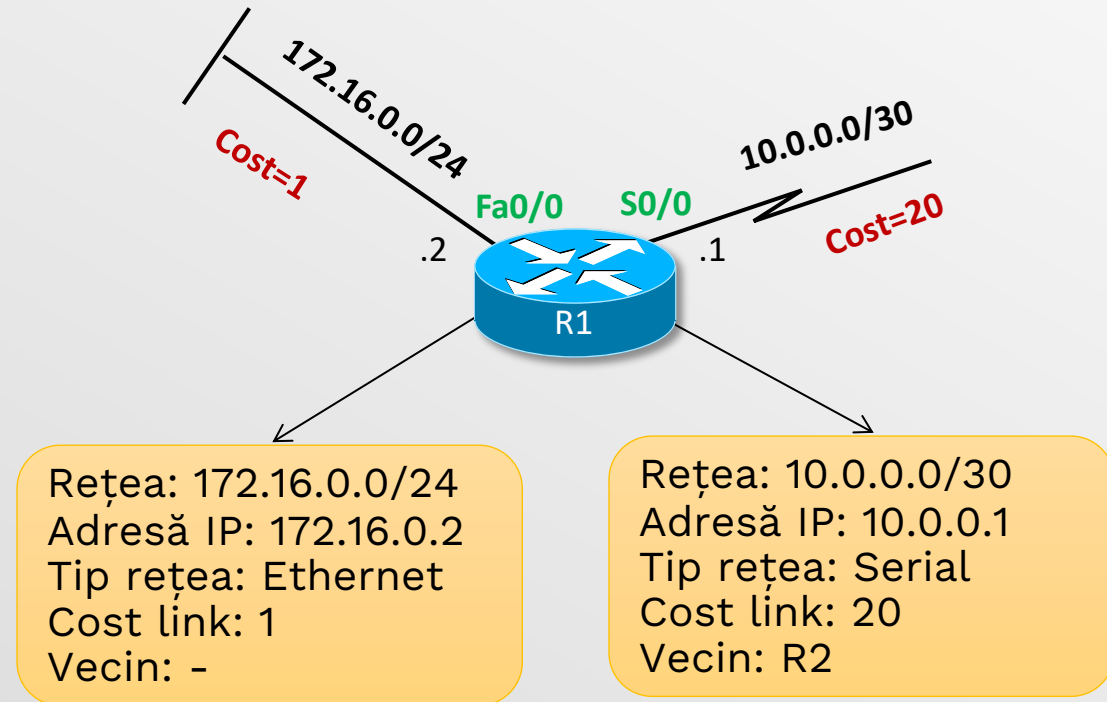 172.16.0.0/24
Cost=1
10.0.0.0/30
Cost=20
Fa0/0
S0/0
.2
.1
R1
Rețea: 172.16.0.0/24
Adresă IP: 172.16.0.2
Tip rețea: Ethernet
Cost link: 1
Vecin: -
Rețea: 10.0.0.0/30
Adresă IP: 10.0.0.1
Tip rețea: Serial
Cost link: 20
Vecin: R2